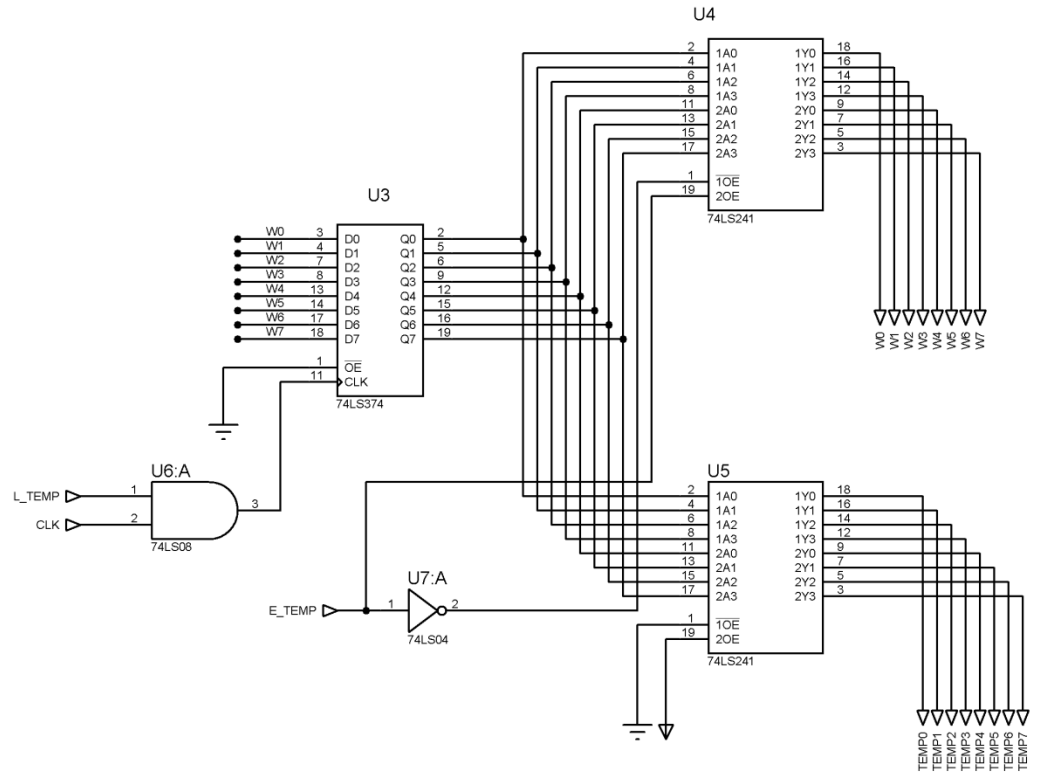 U4
2 1A0 1Y0 18
4 1A1 1Y1 16
6 1A2 1Y2 14
8 1A3 1Y3 12
11 2A0 2Y0 9
13 2A1 2Y1 7
15 2A2 2Y2 5
17 2A3 2Y3 3
1 1OE
19 2OE
74LS241
U3
W0 3 D0 Q0 2
W1 4 D1 Q1 5
W2 7 D2 Q2 6
W3 8 D3 Q3 9
W4 13 D4 Q4 12
W5 14 D5 Q5 15
W6 17 D6 Q6 16
W7 18 D7 Q7 19
1 OE
11 CLK
74LS374
W0 W1 W2 W3 W4 W5 W6 W7
U6:A
L_TEMP 1
3
CLK 2
74LS08
U5
2 1A0 1Y0 18
4 1A1 1Y1 16
6 1A2 1Y2 14
8 1A3 1Y3 12
11 2A0 2Y0 9
13 2A1 2Y1 7
15 2A2 2Y2 5
17 2A3 2Y3 3
1 1OE
19 2OE
74LS241
U7:A
E_TEMP 1 2
74LS04
TEMP0 TEMP1 TEMP2 TEMP3 TEMP4 TEMP5 TEMP6 TEMP7